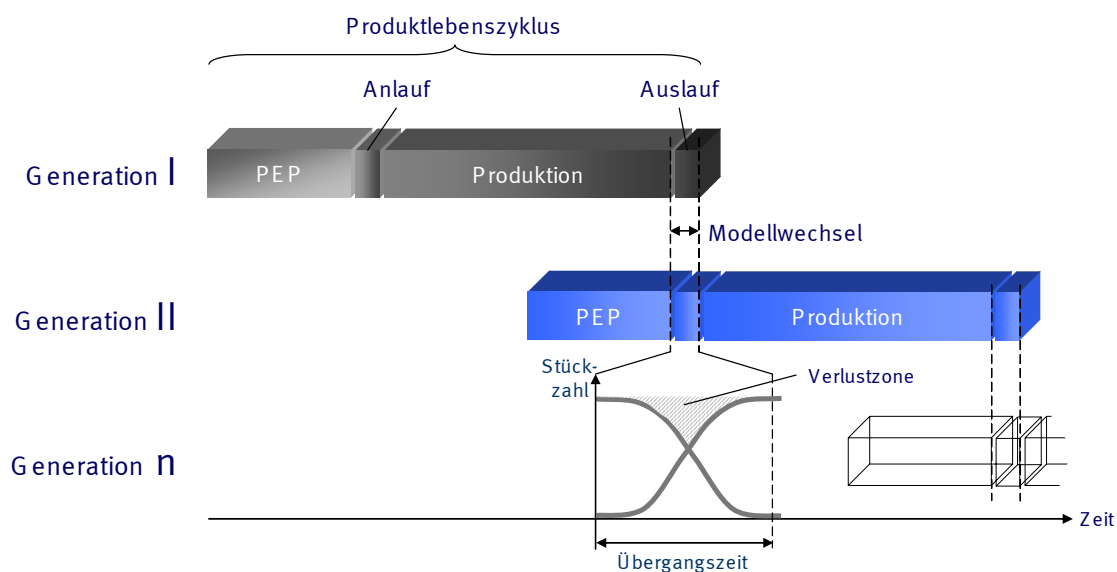 Produktlebenszyklus
Anlauf
Auslauf
Generation I
PEP
Produktion
Modellwechsel
Generation II
PEP
Produktion
Stück-
zahl
Verlustzone
Generation n
Zeit
Übergangszeit